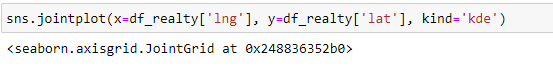 sns.jointplot(x=df_realty['lng'], y=df_realty['lat'], kind='kde')
<seaborn.axisgrid.JointGrid at 0x248836352b0>